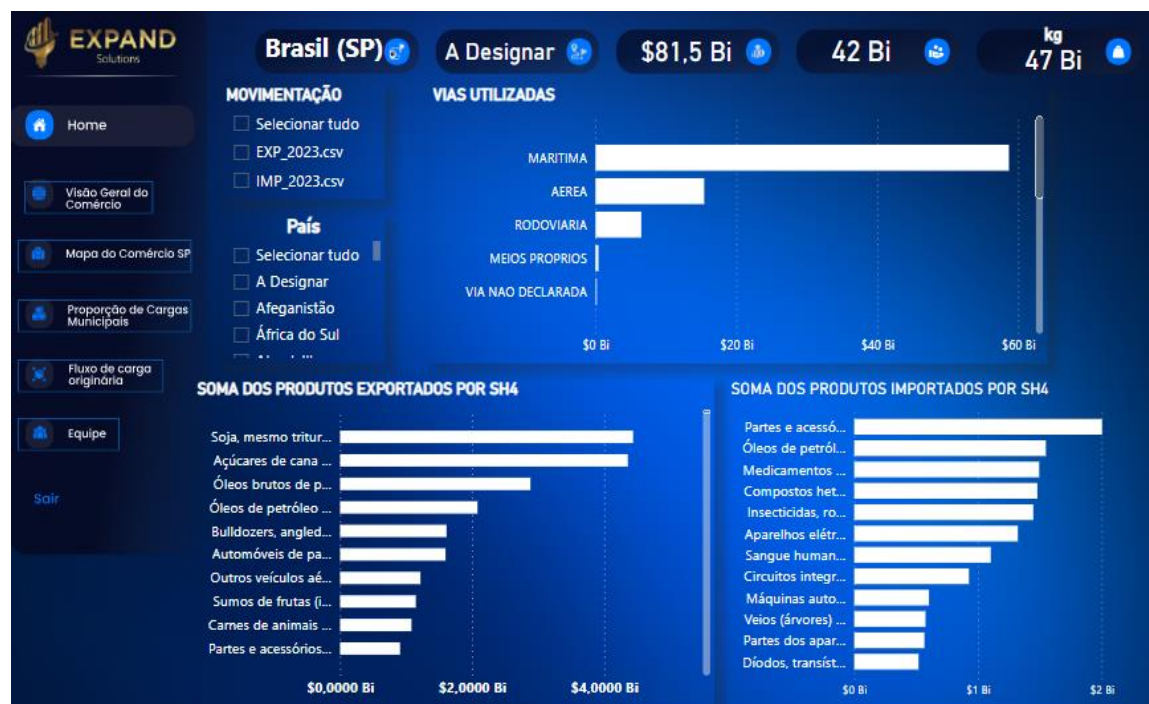 EXPAND
Solutions
Brasil (SP)
A Designar
$81,5 Bi
42 Bi
kg
47 Bi
Home
Visão Geral do
Comércio
Mapa do Comércio SP
Proporção de Cargas
Municipais
Fluxo de carga
originária
Equipe
Sair
MOVIMENTAÇÃO
Selecionar tudo
EXP_2023.csv
IMP_2023.csv
País
Selecionar tudo
A Designar
Afeganistão
África do Sul
VIAS UTILIZADAS
MARITIMA
AEREA
RODOVIARIA
MEIOS PROPRIOS
VIA NAO DECLARADA
$0 Bi $20 Bi $40 Bi $60 Bi
SOMA DOS PRODUTOS EXPORTADOS POR SH4
Soja, mesmo tritur...
Açúcares de cana ...
Óleos brutos de p...
Óleos de petróleo ...
Bulldozers, angled...
Automóveis de pa...
Outros veículos aé...
Sumos de frutas (i...
Carnes de animais ...
Partes e acessórios...
$0,0000 Bi $2,0000 Bi $4,0000 Bi
SOMA DOS PRODUTOS IMPORTADOS POR SH4
Partes e acessó...
Óleos de petról...
Medicamentos ...
Compostos het...
Insecticidas, ro...
Aparelhos elétr...
Sangue human...
Circuitos integr...
Máquinas auto...
Veios (árvores) ...
Partes dos apar...
Díodos, transíst...
$0 Bi $1 Bi $2 Bi